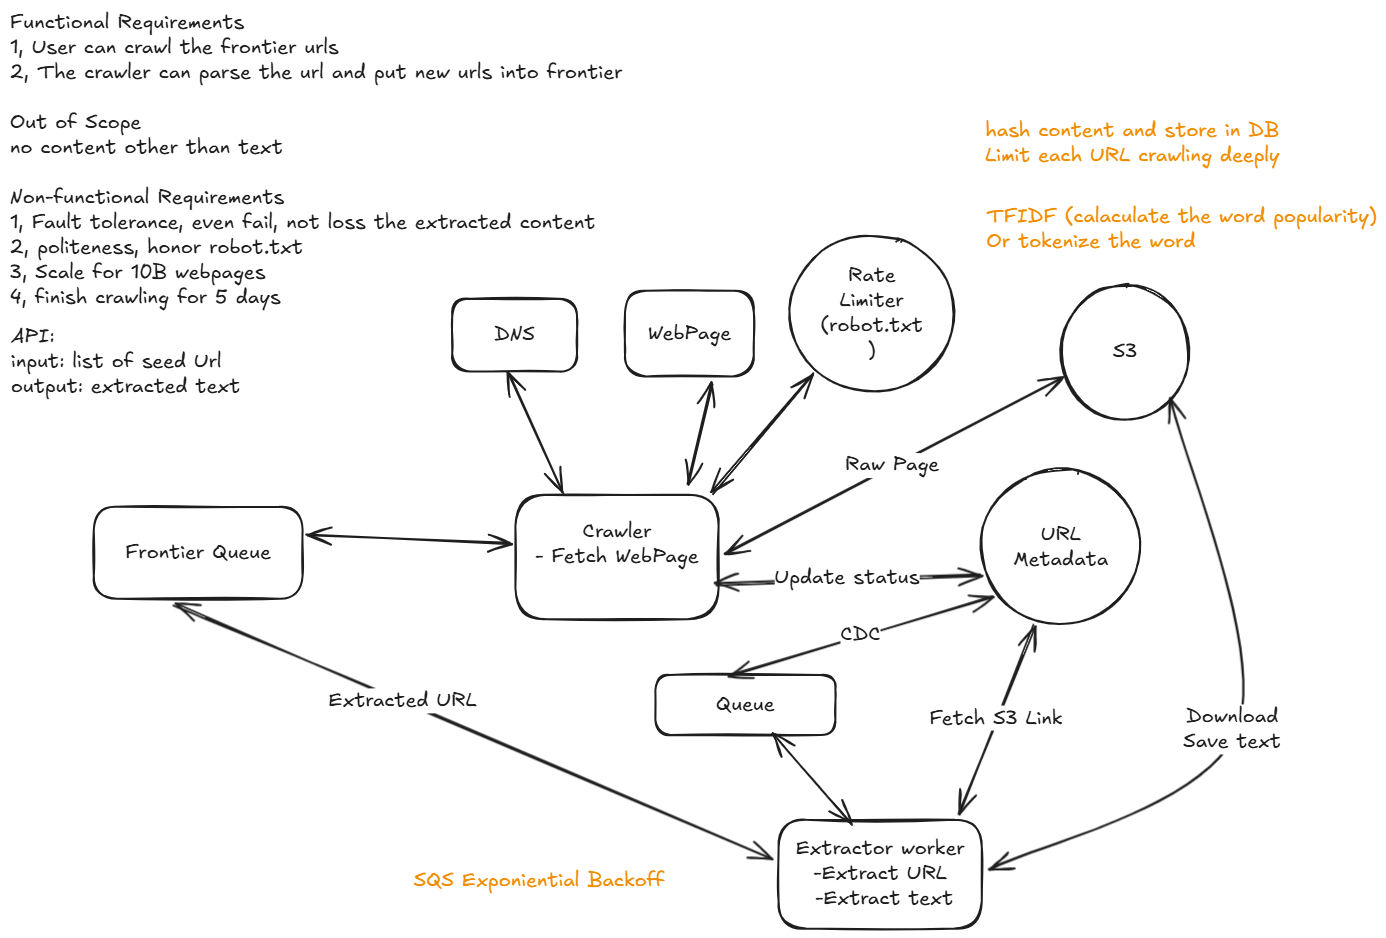 Functional Requirements
1, User can crawl the frontier urls
2, The crawler can parse the url and put new urls into frontier
Out of Scope
no content other than text
Non-functional Requirements
1, Fault tolerance, even fail, not loss the extracted content
2, politeness, honor robot.txt
3, Scale for 10B webpages
4, finish crawling for 5 days
API:
input: list of seed Url
output: extracted text
hash content and store in DB
Limit each URL crawling deeply
TFIDF (calaculate the word popularity)
Or tokenize the word
DNS
WebPage
Rate
Limiter
(robot.txt
)
S3
Raw Page
Frontier Queue
Crawler
- Fetch WebPage
URL
Metadata
Update status
CDC
Queue
Extracted URL
Fetch S3 Link
Download
Save text
Extractor worker
-Extract URL
-Extract text
SQS Exponiential Backoff